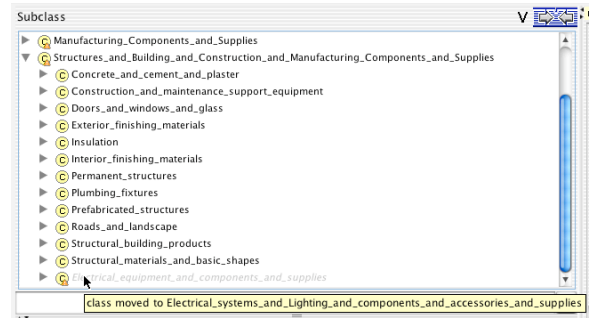 Subclass
V
Manufacturing_Components_and_Supplies
Structures_and_Building_and_Construction_and_Manufacturing_Components_and_Supplies
Concrete_and_cement_and_plaster
Construction_and_maintenance_support_equipment
Doors_and_windows_and_glass
Exterior_finishing_materials
Insulation
Interior_finishing_materials
Permanent_structures
Plumbing_fixtures
Prefabricated_structures
Roads_and_landscape
Structural_building_products
Structural_materials_and_basic_shapes
Electrical_equipment_and_components_and_supplies
class moved to Electrical_systems_and_Lighting_and_components_and_accessories_and_supplies